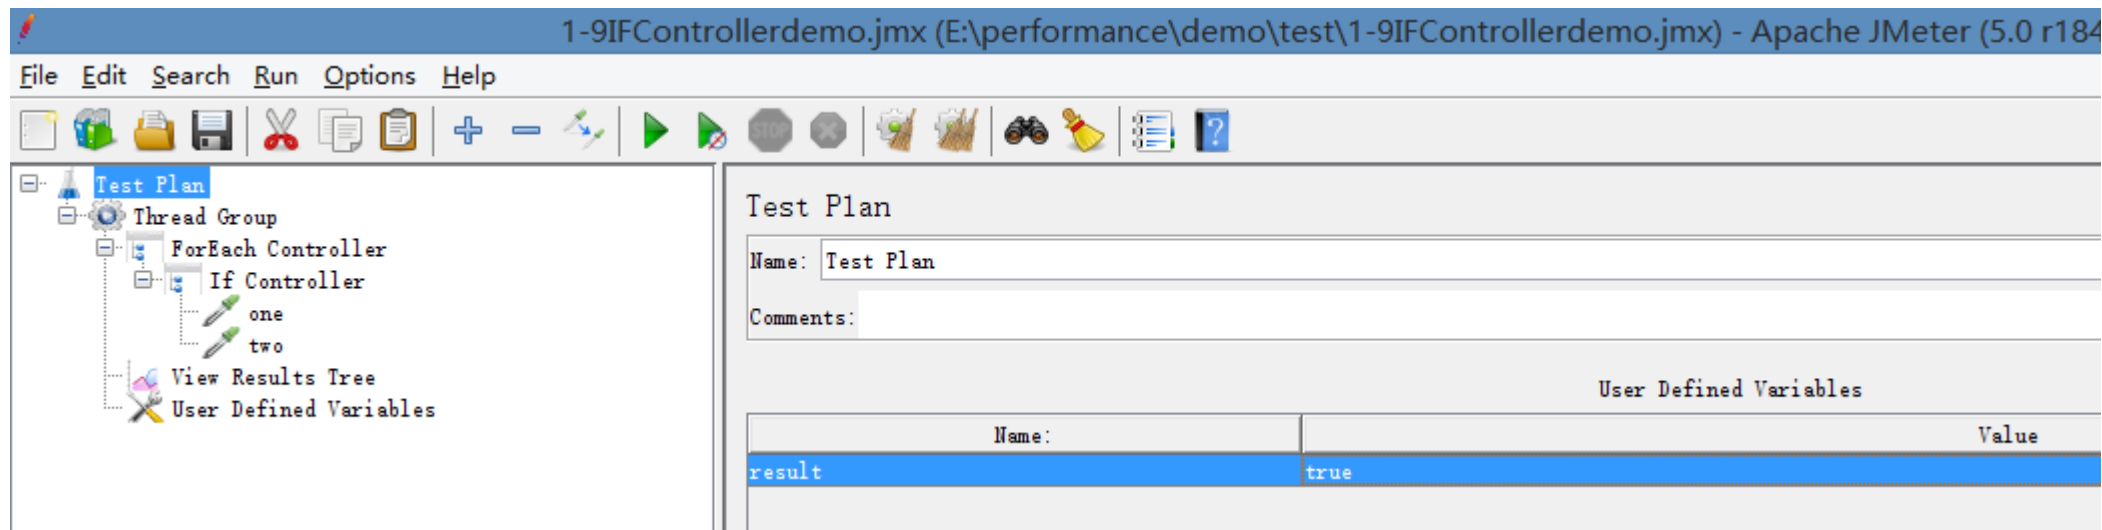 1-9IFControllerdemo.jmx (E:\performance\demo\test\1-9IFControllerdemo.jmx) - Apache JMeter (5.0 r184
File Edit Search Run Options Help
STOP
?
Test Plan
Thread Group
ForEach Controller
If Controller
one
two
View Results Tree
User Defined Variables
Test Plan
Name: Test Plan
Comments:
User Defined Variables
Name: Value
result true